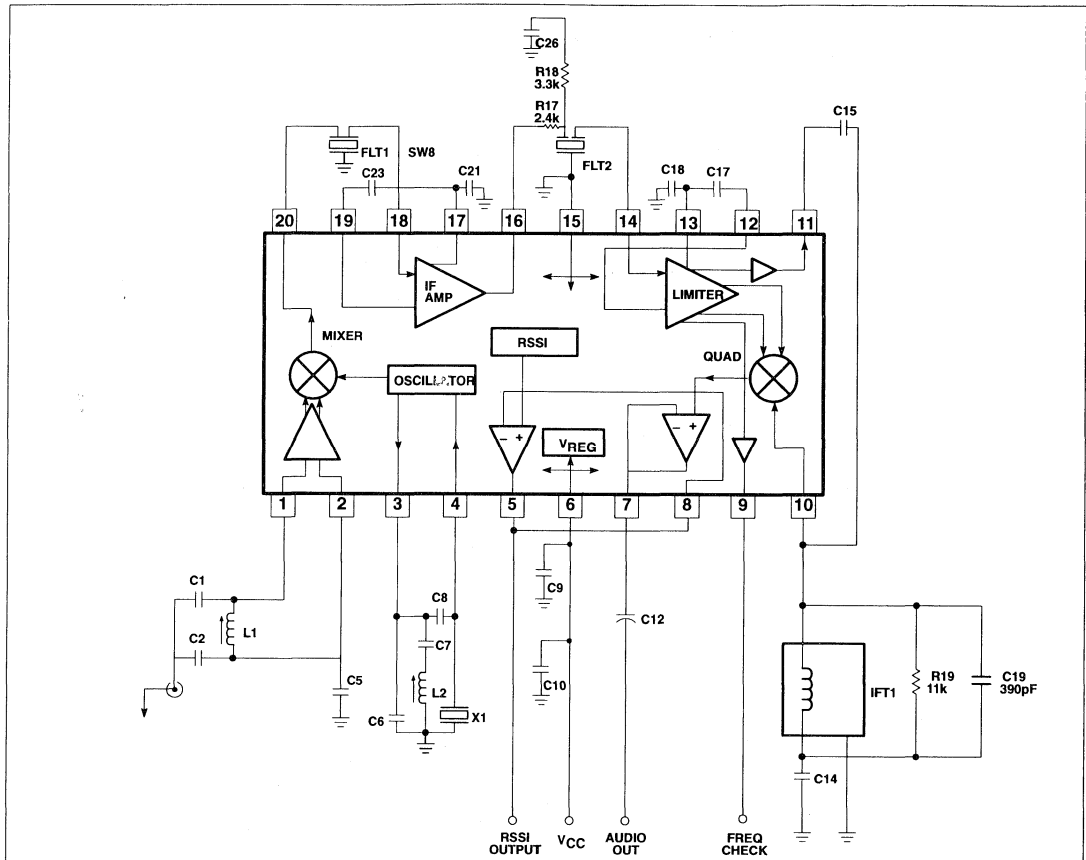 C26
R18
3.3k
R17
2.4k
C15
FLT1
SW8
FLT2
C23
C21
C18
C17
20
19
18
17
16
15
14
13
12
11
IF
AMP
LIMITER
MIXER
RSSI
QUAD
OSCILLATOR
– +
– +
VREG
1
2
3
4
5
6
7
8
9
10
C1
C8
C9
L1
C7
C12
C2
C5
L2
C10
C6
X1
IFT1
R19
11k
C19
390pF
C14
RSSI
OUTPUT
VCC
AUDIO
OUT
FREQ
CHECK